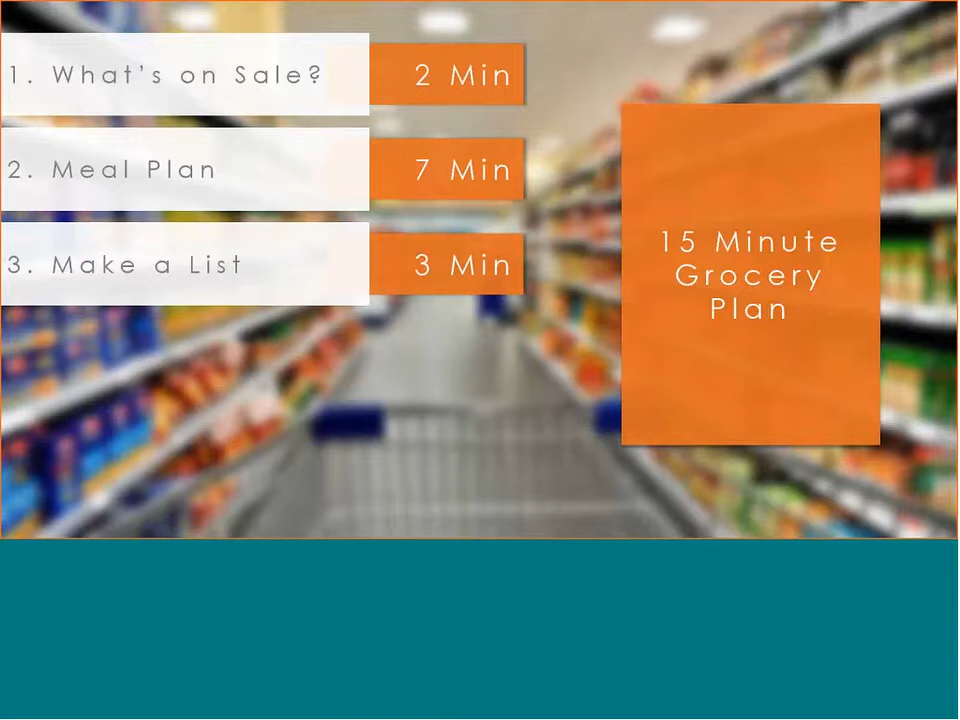 1. What's on Sale?
2 Min
2. Meal Plan
7 Min
3. Make a List
3 Min
15 Minute
Grocery
Plan